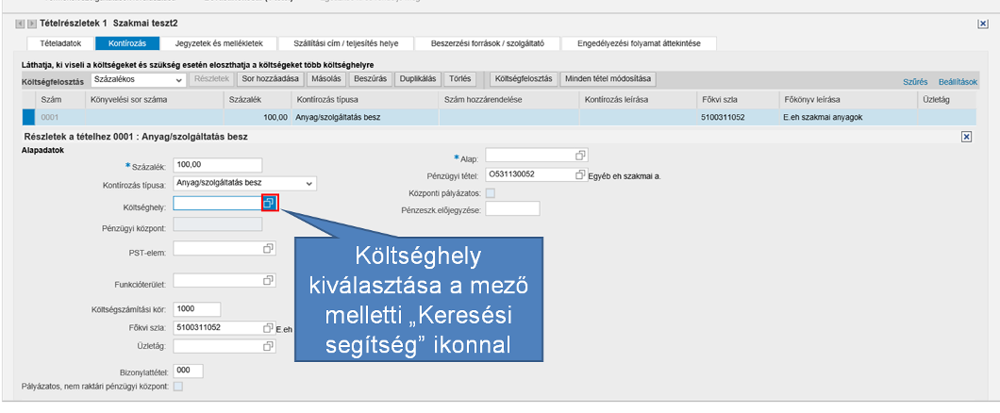 Tételrészletek 1 Szakmai teszt2
Tételadatok Kontírozás Jegyzetek és mellékletek Szállítási cím / teljesítés helye Beszerzési források / szolgáltató Engedélyezési folyamat áttekintése
Láthatja, ki viseli a költségeket és szükség esetén eloszthatja a költségeket több költséghelyre
Költségfelosztás Százalékos Részletek Sor hozzáadása Másolás Beszúrás Duplikálás Törlés Költségfelosztás Minden tétel módosítása Szűrés Beállítások
Szám Könyvelési sor száma Százalék Kontírozás típusa Szám hozzárendelése Kontírozás leírása Főkvi szla Főkönyv leírása Üzletág
0001 100,00 Anyag/szolgáltatás besz 5100311052 E.eh szakmai anyagok
Részletek a tételhez 0001 : Anyag/szolgáltatás besz
Alapadatok
* Százalék: 100,00 * Alap:
Kontírozás típusa: Anyag/szolgáltatás besz Pénzügyi tétel: O531130052 Egyéb eh szakmai a.
Központi pályázatos:
Költséghely: Pénzeszk.előjegyzése:
Pénzügyi központ:
PST-elem:
Funkcióterület:
Költségszámítási kör: 1000
Főkvi szla: 5100311052 E.eh
Üzletág:
Bizonylattétel: 000
Pályázatos, nem raktári pénzügyi központ:
Költséghely
kiválasztása a mező
melletti „Keresési
segítség” ikonnal